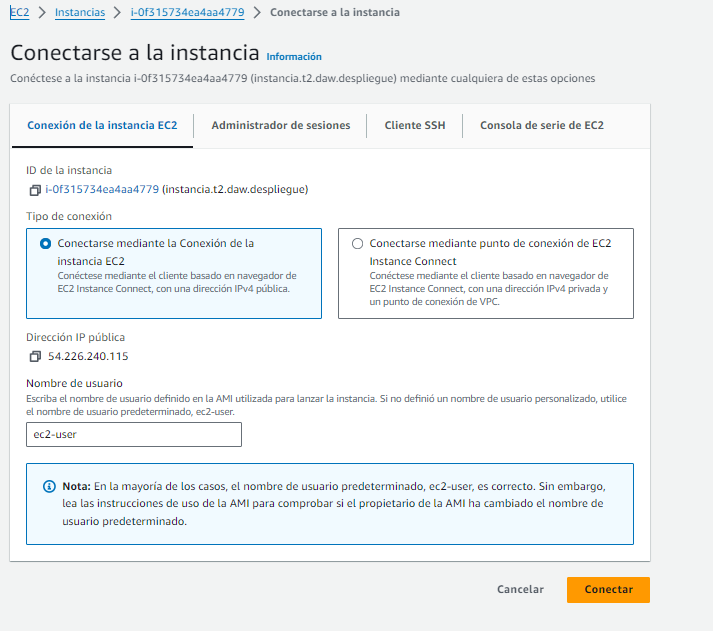 EC2 > Instancias > i-0f315734ea4aa4779 > Conectarse a la instancia
Conectarse a la instancia Información
Conéctese a la instancia i-0f315734ea4aa4779 (instancia.t2.daw.despliegue) mediante cualquiera de estas opciones
Conexión de la instancia EC2 Administrador de sesiones Cliente SSH Consola de serie de EC2
ID de la instancia
i-0f315734ea4aa4779 (instancia.t2.daw.despliegue)
Tipo de conexión
Conectarse mediante la Conexión de la
instancia EC2
Conéctese mediante el cliente basado en navegador de
EC2 Instance Connect, con una dirección IPv4 pública.
Conectarse mediante punto de conexión de EC2
Instance Connect
Conéctese mediante el cliente basado en navegador de
EC2 Instance Connect, con una dirección IPv4 privada y
un punto de conexión de VPC.
Dirección IP pública
54.226.240.115
Nombre de usuario
Escriba el nombre de usuario definido en la AMI utilizada para lanzar la instancia. Si no definió un nombre de usuario personalizado, utilice
el nombre de usuario predeterminado, ec2-user.
ec2-user
Nota: En la mayoría de los casos, el nombre de usuario predeterminado, ec2-user, es correcto. Sin embargo,
lea las instrucciones de uso de la AMI para comprobar si el propietario de la AMI ha cambiado el nombre de
usuario predeterminado.
Cancelar Conectar